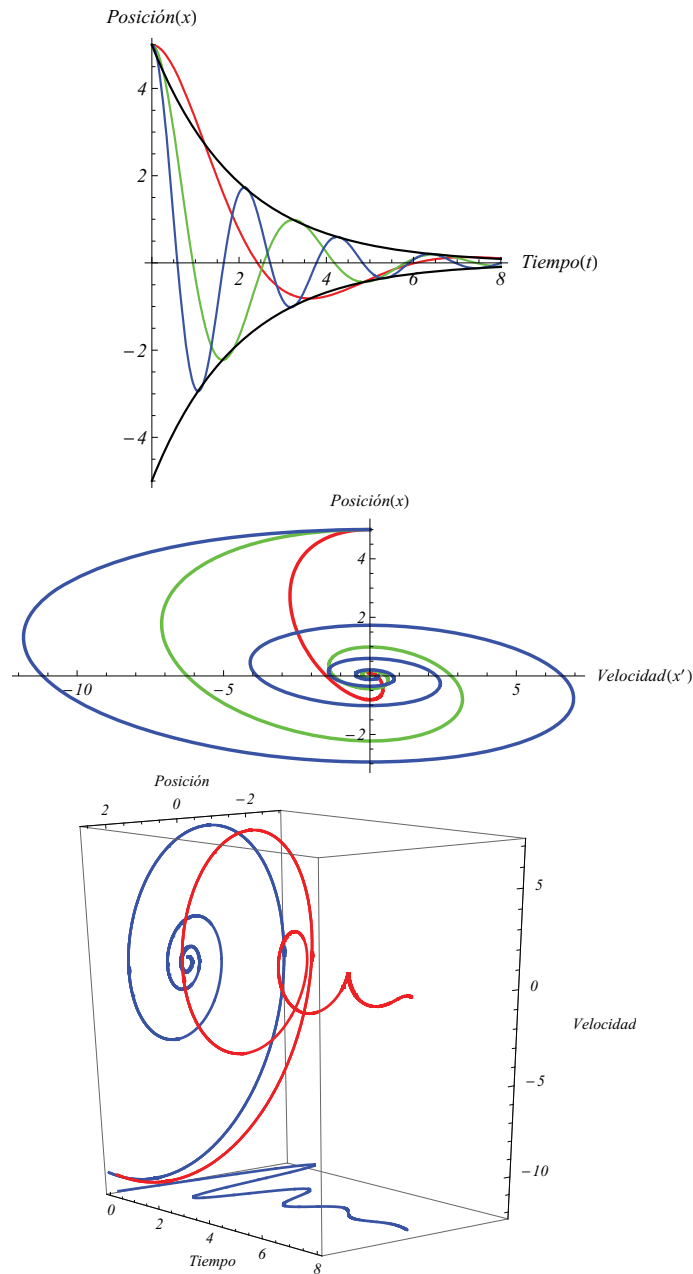 Posición(x)
4
2
2 4 6 8 Tiempo(t)
−2
−4
Posición(x)
4
2
−10 −5 5 Velocidad(x′)
−2
Posición
2 0 −2
5
0
Velocidad
−5
−10
0 2 4 6 8
Tiempo